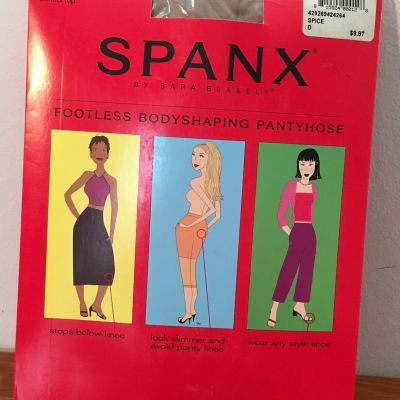 429269424264
SPICE
D $9.97
SPANX®
BY SARA BLAKELY®
FOOTLESS BODYSHAPING PANTYHOSE
stops below knee
look slimmer and
avoid panty lines
wear any style shoe